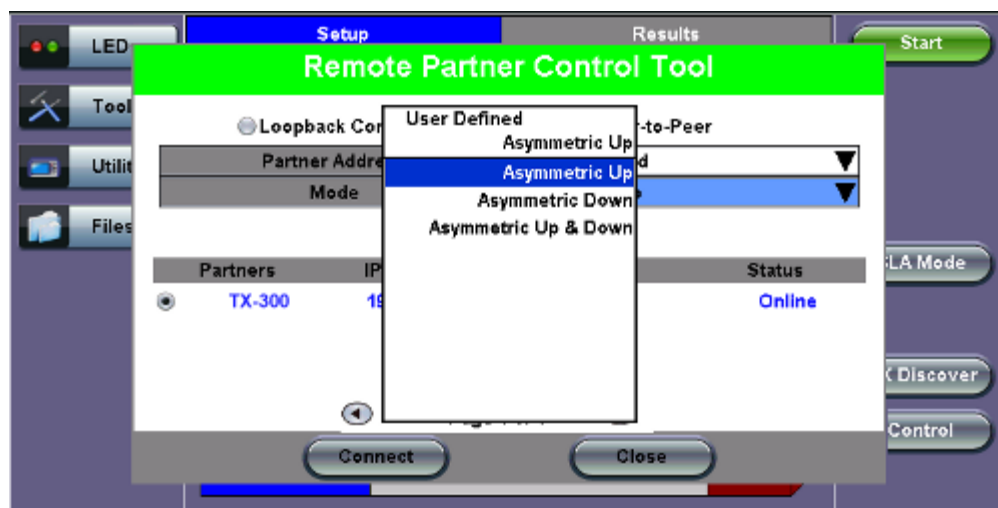 Setup
Results
LED
Start
Remote Partner Control Tool
Tool
Loopback Cor
-to-Peer
User Defined
Asymmetric Up
Partner Addre
Asymmetric Up
Utilit
Mode
Asymmetric Down
Asymmetric Up & Down
Files
Partners
IP
Status
LA Mode
TX-300
19
Online
Discover
Control
Connect
Close